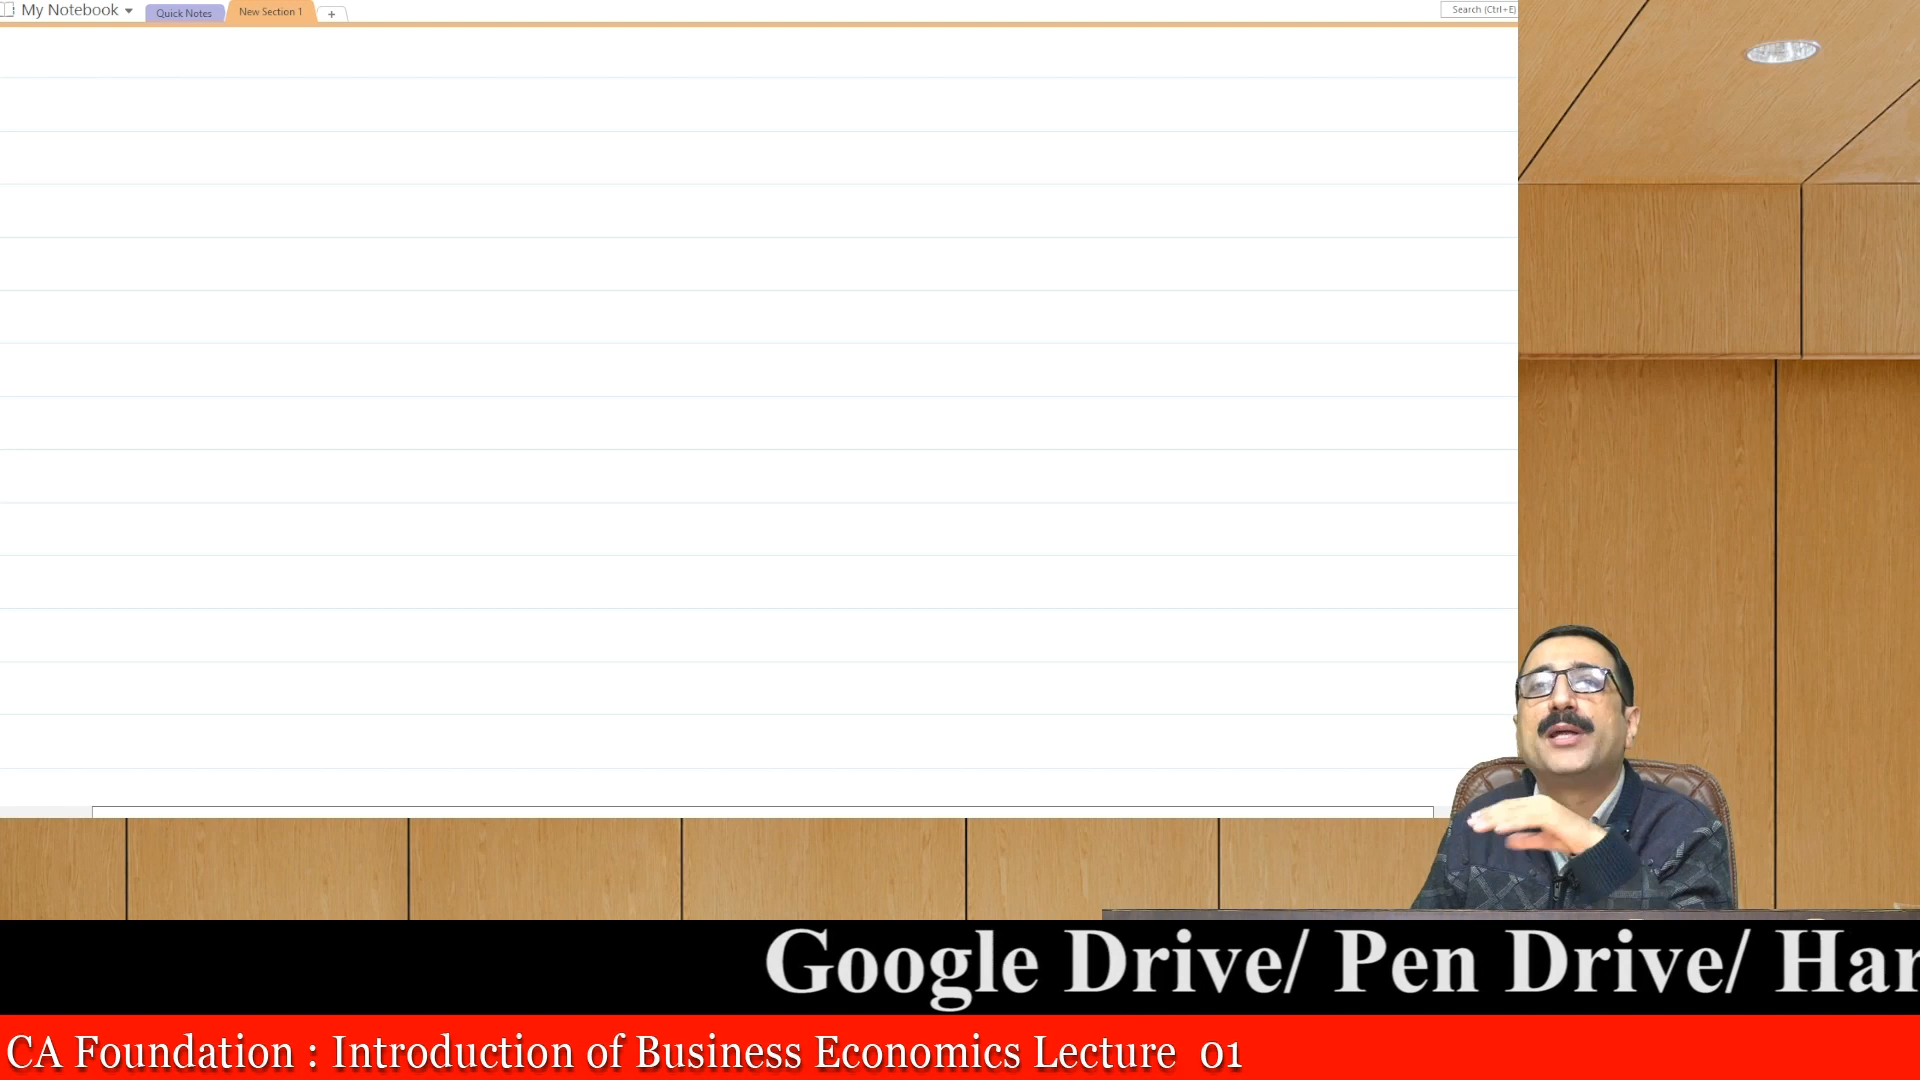 My Notebook
Quick Notes
New Section 1
+
Search (Ctrl+E)
Google Drive/ Pen Drive/ Har
CA Foundation : Introduction of Business Economics Lecture 01